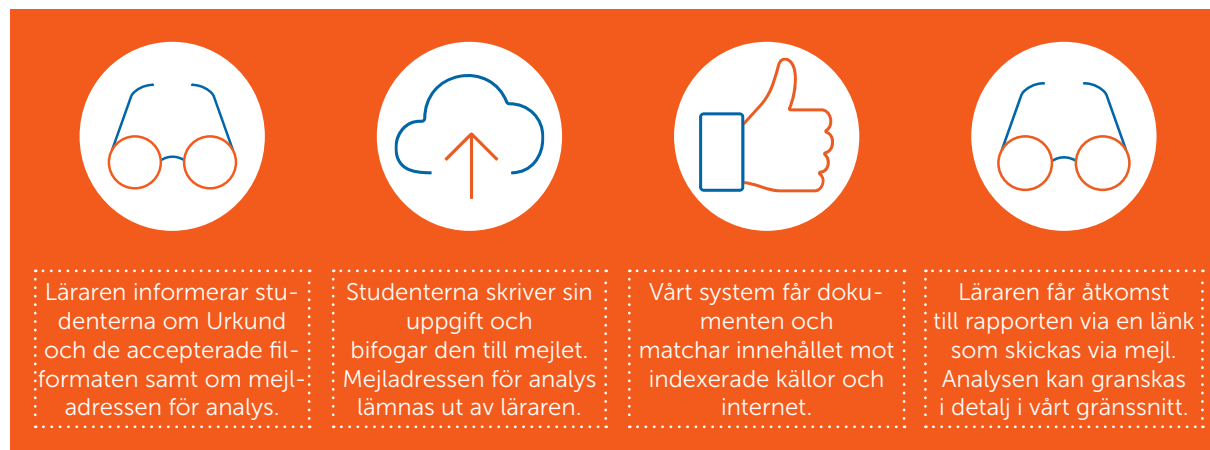 Läraren informerar stu-
denterna om Urkund
och de accepterade fil-
formaten samt om mejl-
adressen för analys.
Studenterna skriver sin
uppgift och
bifogar den till mejlet.
Mejladressen för analys
lämnas ut av läraren.
Vårt system får doku-
menten och
matchar innehållet mot
indexerade källor och
internet.
Läraren får åtkomst
till rapporten via en länk
som skickas via mejl.
Analysen kan granskas
i detalj i vårt gränssnitt.